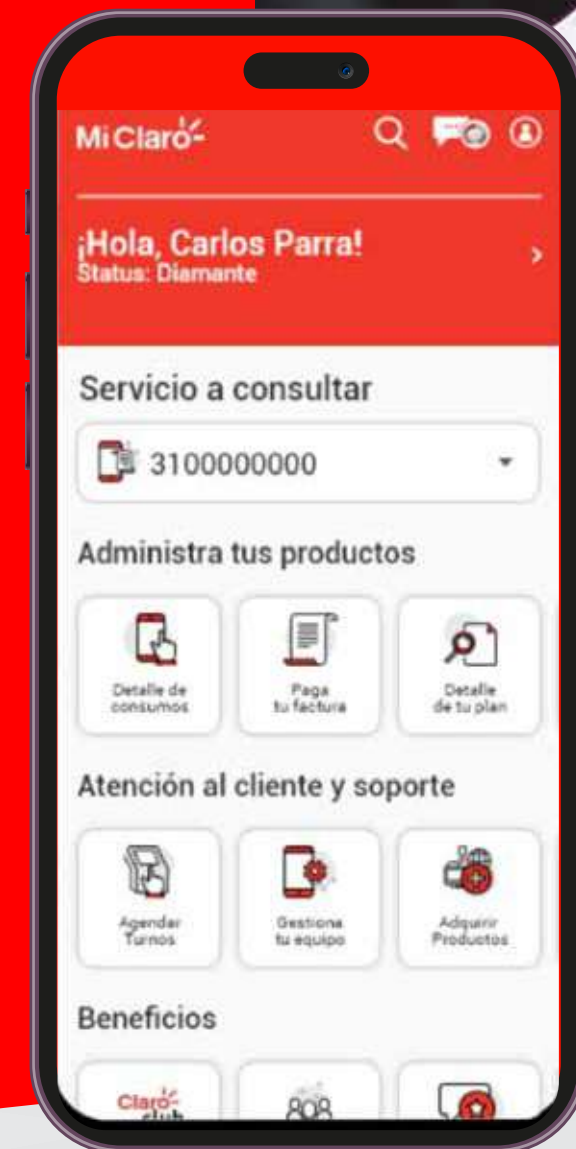 Mi Claro
¡Hola, Carlos Parra!
Status: Diamante
Servicio a consultar
3100000000
Administra tus productos
Detalle de
consumos
Paga
tu factura
Detalle
de tu plan
Atención al cliente y soporte
Agendar
Turnos
Gestiona
tu equipo
Adquirir
Productos
Beneficios
Claro
club